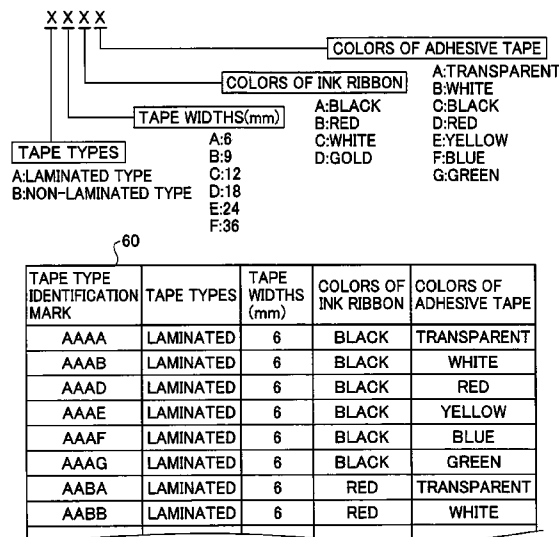 X X X X
COLORS OF ADHESIVE TAPE
A:TRANSPARENT
B:WHITE
C:BLACK
D:RED
E:YELLOW
F:BLUE
G:GREEN
COLORS OF INK RIBBON
A:BLACK
B:RED
C:WHITE
D:GOLD
TAPE WIDTHS(mm)
A:6
B:9
C:12
D:18
E:24
F:36
TAPE TYPES
A:LAMINATED TYPE
B:NON-LAMINATED TYPE
60
TAPE TYPE IDENTIFICATION MARK TAPE TYPES TAPE WIDTHS (mm) COLORS OF INK RIBBON COLORS OF ADHESIVE TAPE
AAAA LAMINATED 6 BLACK TRANSPARENT
AAAB LAMINATED 6 BLACK WHITE
AAAD LAMINATED 6 BLACK RED
AAAE LAMINATED 6 BLACK YELLOW
AAAF LAMINATED 6 BLACK BLUE
AAAG LAMINATED 6 BLACK GREEN
AABA LAMINATED 6 RED TRANSPARENT
AABB LAMINATED 6 RED WHITE